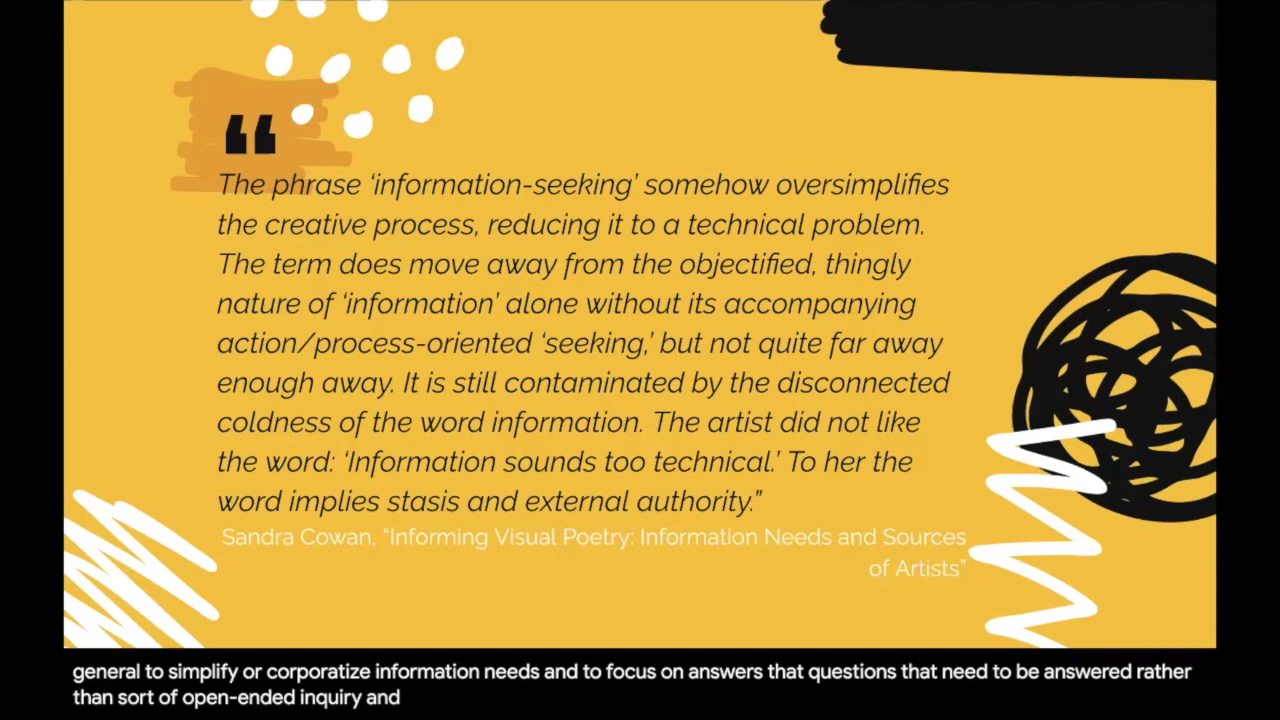 “
The phrase ‘information-seeking’ somehow oversimplifies
the creative process, reducing it to a technical problem.
The term does move away from the objectified, thingly
nature of ‘information’ alone without its accompanying
action/process-oriented ‘seeking,’ but not quite far away
enough away. It is still contaminated by the disconnected
coldness of the word information. The artist did not like
the word: ‘Information sounds too technical.’ To her the
word implies stasis and external authority.”
Sandra Cowan, “Informing Visual Poetry: Information Needs and Sources
of Artists”
general to simplify or corporatize information needs and to focus on answers that questions that need to be answered rather
than sort of open-ended inquiry and